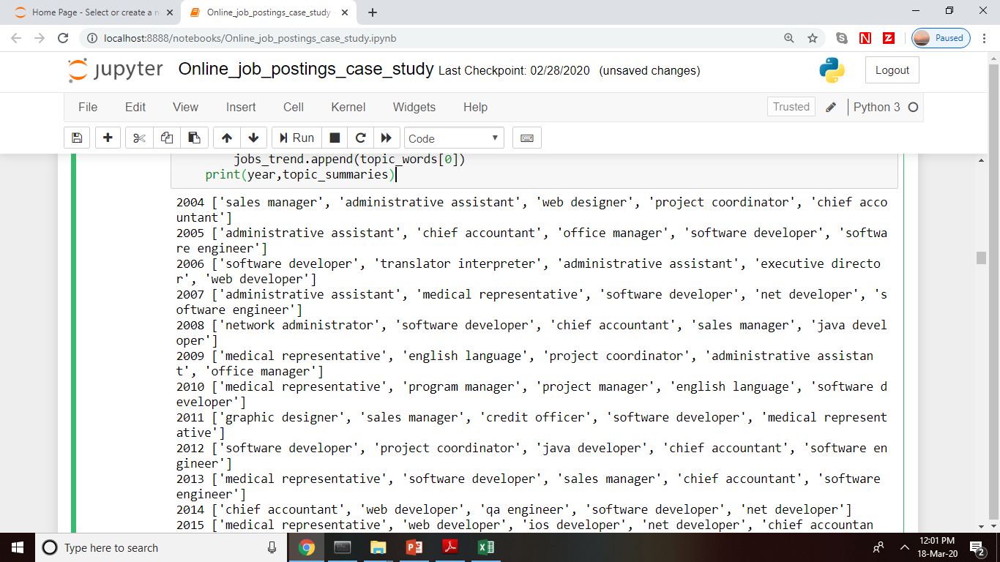 Home Page - Select or create a n
Online_job_postings_case_study -
localhost:8888/notebooks/Online_job_postings_case_study.ipynb
N
Z
Paused
jupyter
Online_job_postings_case_study Last Checkpoint: 02/28/2020 (unsaved changes)
Logout
File Edit View Insert Cell Kernel Widgets Help
Trusted
Python 3
Run
Code
jobs_trend.append(topic_words[0])
print(year,topic_summaries)
2004 ['sales manager', 'administrative assistant', 'web designer', 'project coordinator', 'chief acco
untant']
2005 ['administrative assistant', 'chief accountant', 'office manager', 'software developer', 'softwa
re engineer']
2006 ['software developer', 'translator interpreter', 'administrative assistant', 'executive directo
r', 'web developer']
2007 ['administrative assistant', 'medical representative', 'software developer', 'net developer', 's
oftware engineer']
2008 ['network administrator', 'software developer', 'chief accountant', 'sales manager', 'java devel
oper']
2009 ['medical representative', 'english language', 'project coordinator', 'administrative assistan
t', 'office manager']
2010 ['medical representative', 'program manager', 'project manager', 'english language', 'software d
eveloper']
2011 ['graphic designer', 'sales manager', 'credit officer', 'software developer', 'medical represent
ative']
2012 ['software developer', 'project coordinator', 'java developer', 'chief accountant', 'software en
gineer']
2013 ['medical representative', 'software developer', 'sales manager', 'chief accountant', 'software
engineer']
2014 ['chief accountant', 'web developer', 'qa engineer', 'software developer', 'net developer']
2015 ['medical representative', 'web developer', 'ios developer', 'net developer', 'chief accountan
Type here to search
12:01 PM
18-Mar-20
2